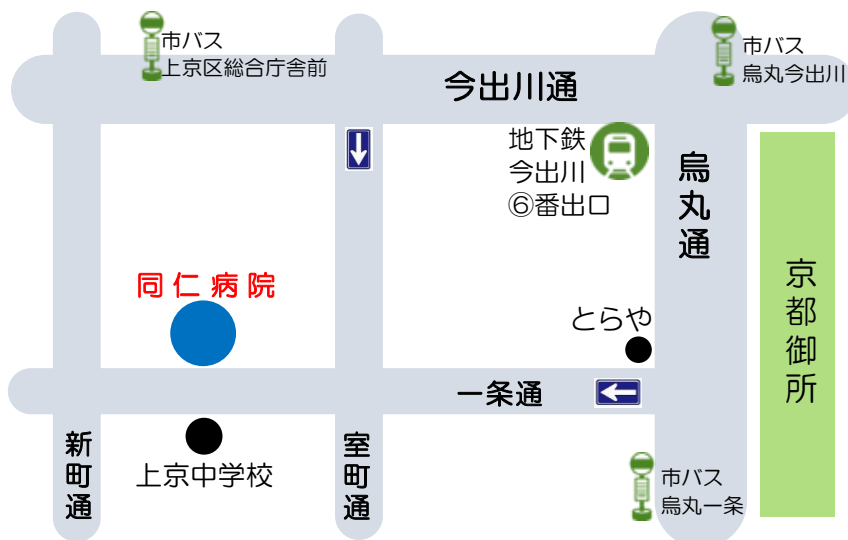 市バス
上京区総合庁舎前
市バス
烏丸今出川
今出川通
地下鉄
今出川
⑥番出口
烏丸通
京都御所
同仁病院
とらや
一条通
新町通
上京中学校
室町通
市バス
烏丸一条